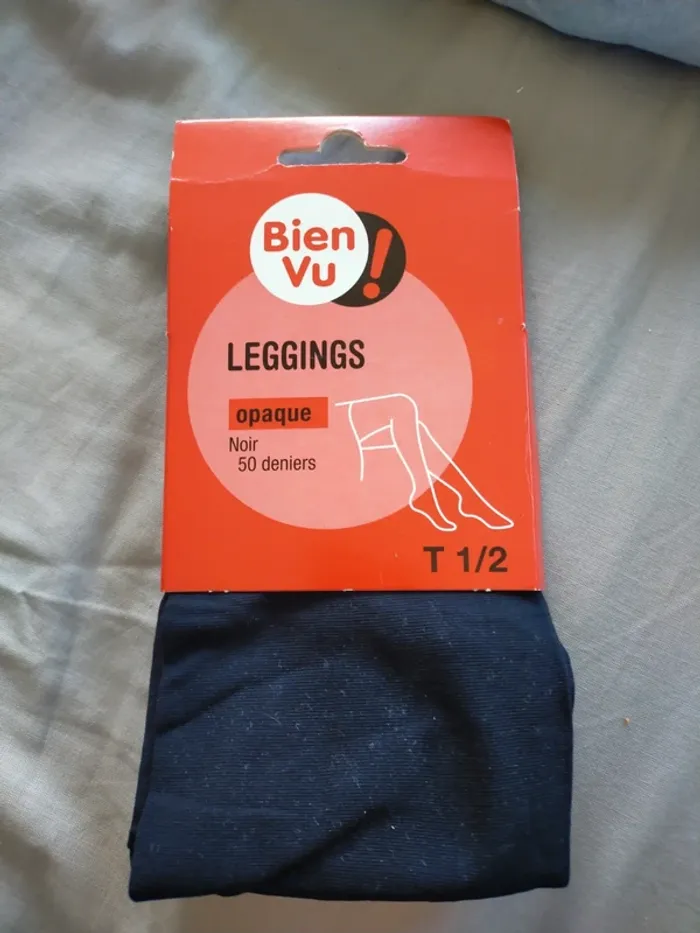 Bien
Vu !
LEGGINGS
opaque
Noir
50 deniers
T 1/2